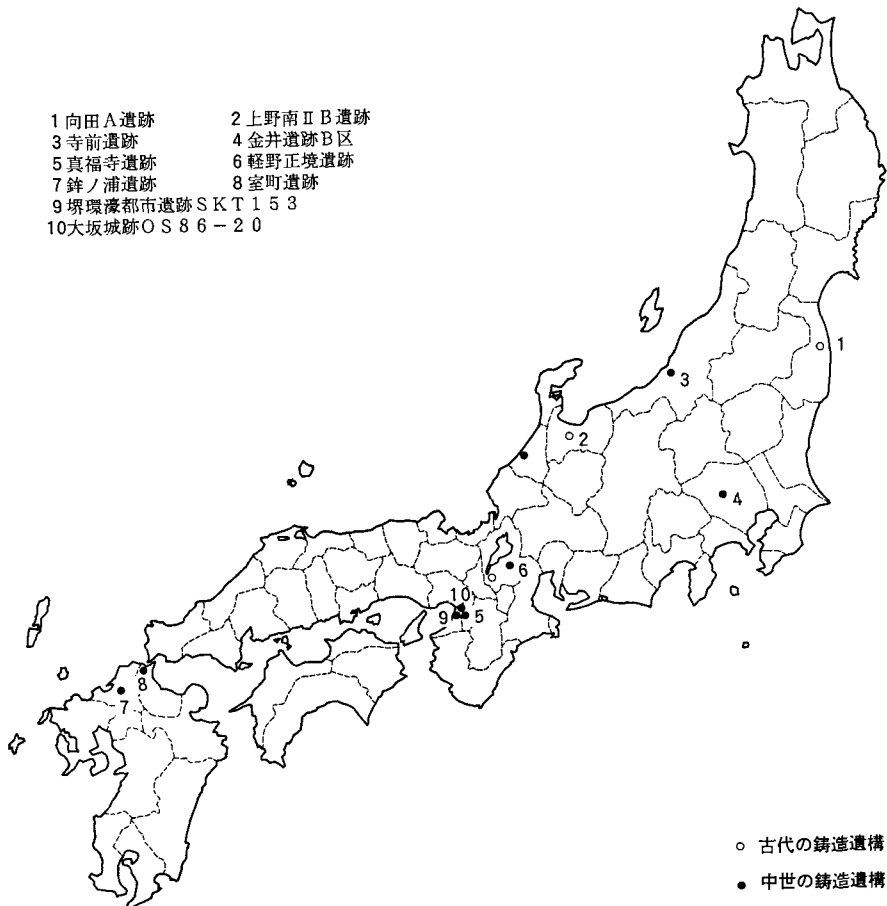 1向田A遺跡 2上野南ⅡB遺跡
3寺前遺跡 4金井遺跡B区
5真福寺遺跡 6軽野正境遺跡
7鉾ノ浦遺跡 8室町遺跡
9堺環濠都市遺跡SKT153
10大坂城跡OS86-20
1
3
2
4
6
10
9
5
8
7
○ 古代の鋳造遺構
● 中世の鋳造遺構